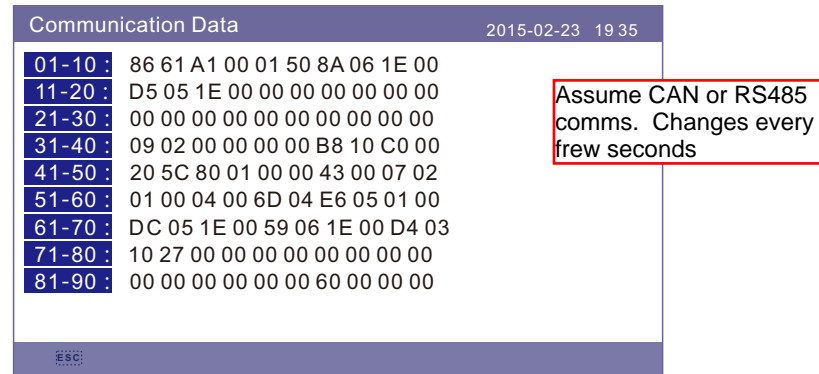 Communication Data 2015-02-23 19 35
01-10 : 86 61 A1 00 01 50 8A 06 1E 00
11-20 : D5 05 1E 00 00 00 00 00 00 00
21-30 : 00 00 00 00 00 00 00 00 00 00
31-40 : 09 02 00 00 00 00 B8 10 C0 00
41-50 : 20 5C 80 01 00 00 43 00 07 02
51-60 : 01 00 04 00 6D 04 E6 05 01 00
61-70 : DC 05 1E 00 59 06 1E 00 D4 03
71-80 : 10 27 00 00 00 00 00 00 00 00
81-90 : 00 00 00 00 00 00 60 00 00 00
Assume CAN or RS485
comms. Changes every
frew seconds
ESC